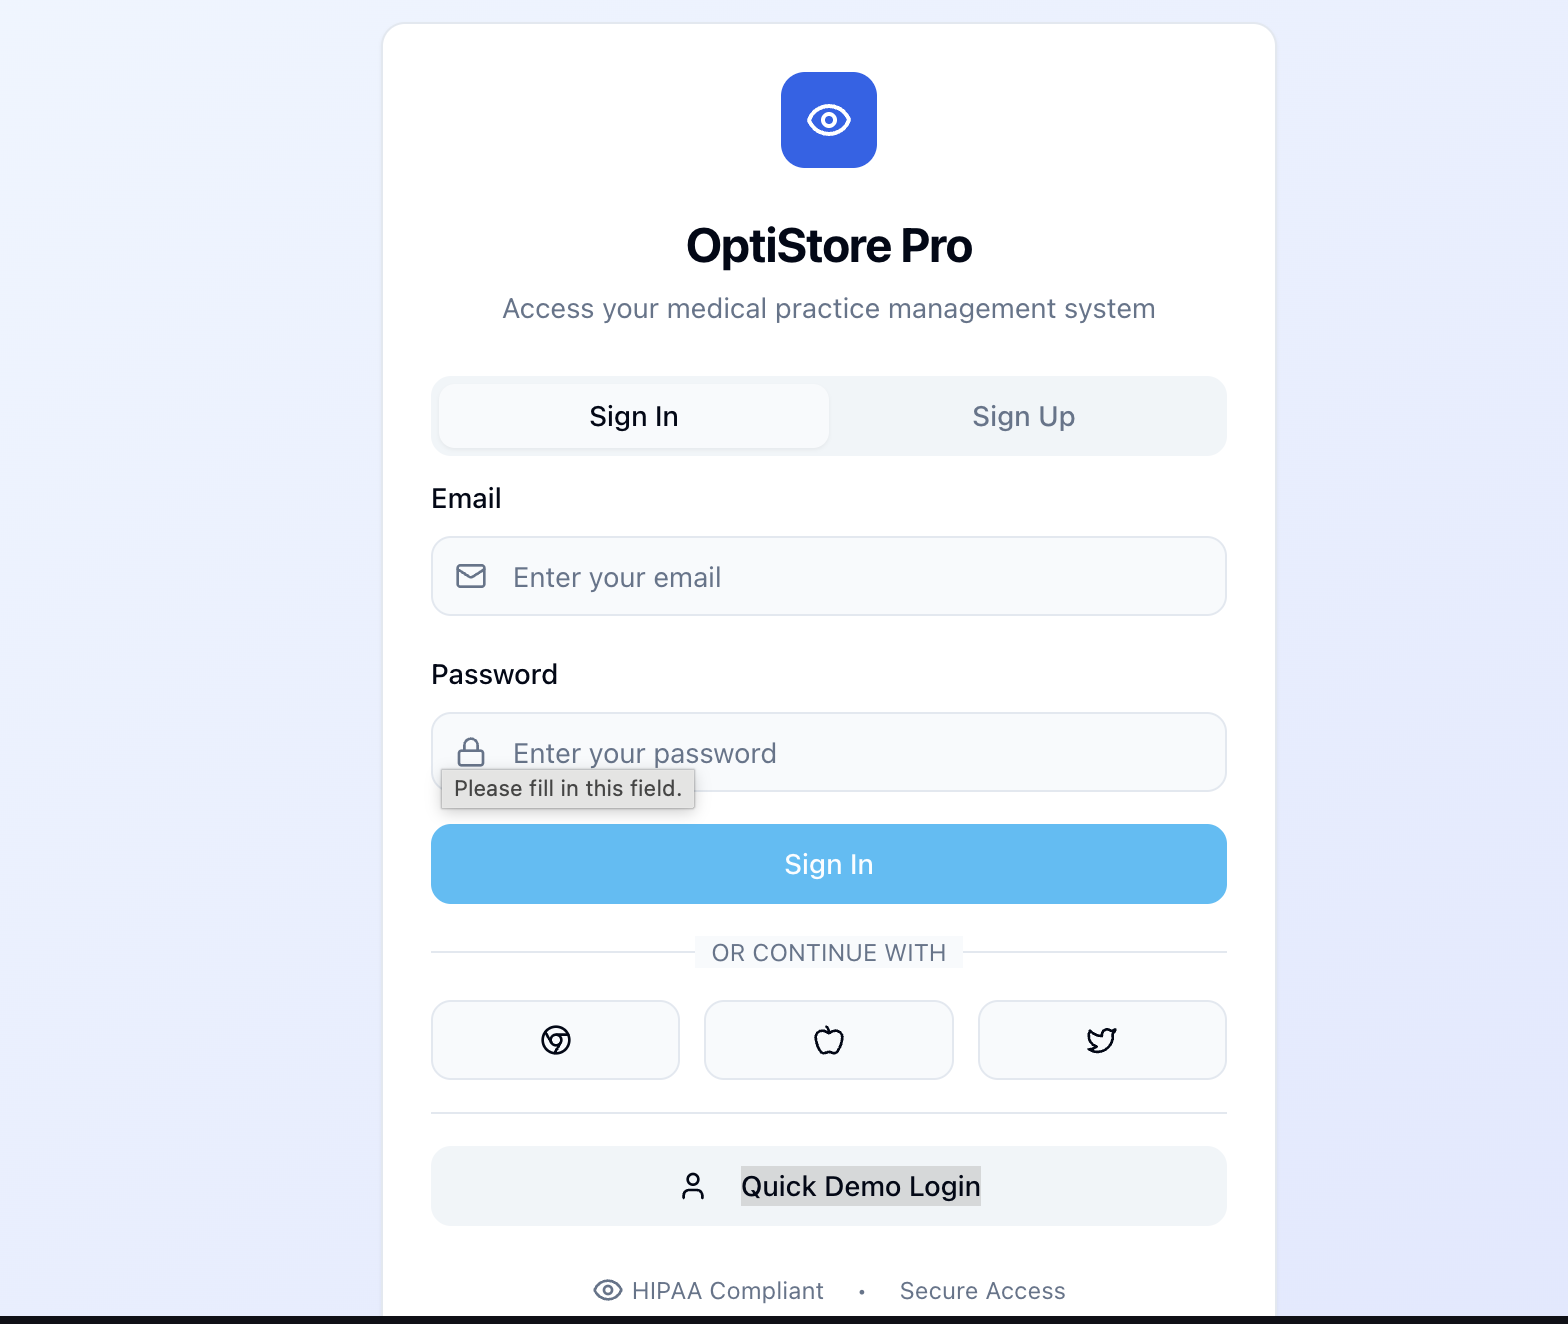 OptiStore Pro
Access your medical practice management system
Sign In
Sign Up
Email
Enter your email
Password
Enter your password
Please fill in this field.
Sign In
OR CONTINUE WITH
Quick Demo Login
HIPAA Compliant • Secure Access